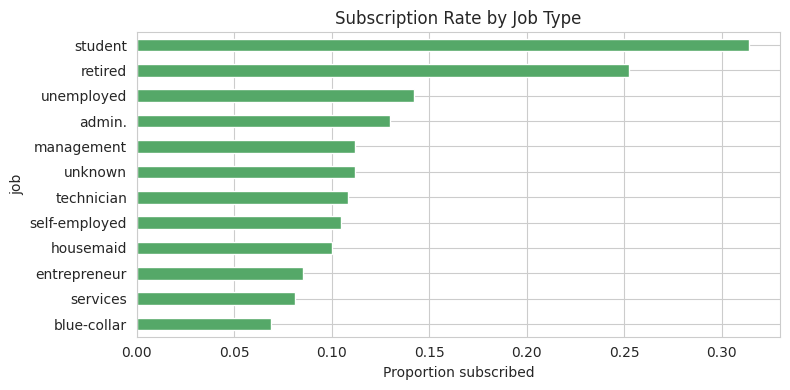 Subscription Rate by Job Type
student
retired
unemployed
admin.
management
unknown
technician
self-employed
housemaid
entrepreneur
services
blue-collar
job
0.00 0.05 0.10 0.15 0.20 0.25 0.30
Proportion subscribed